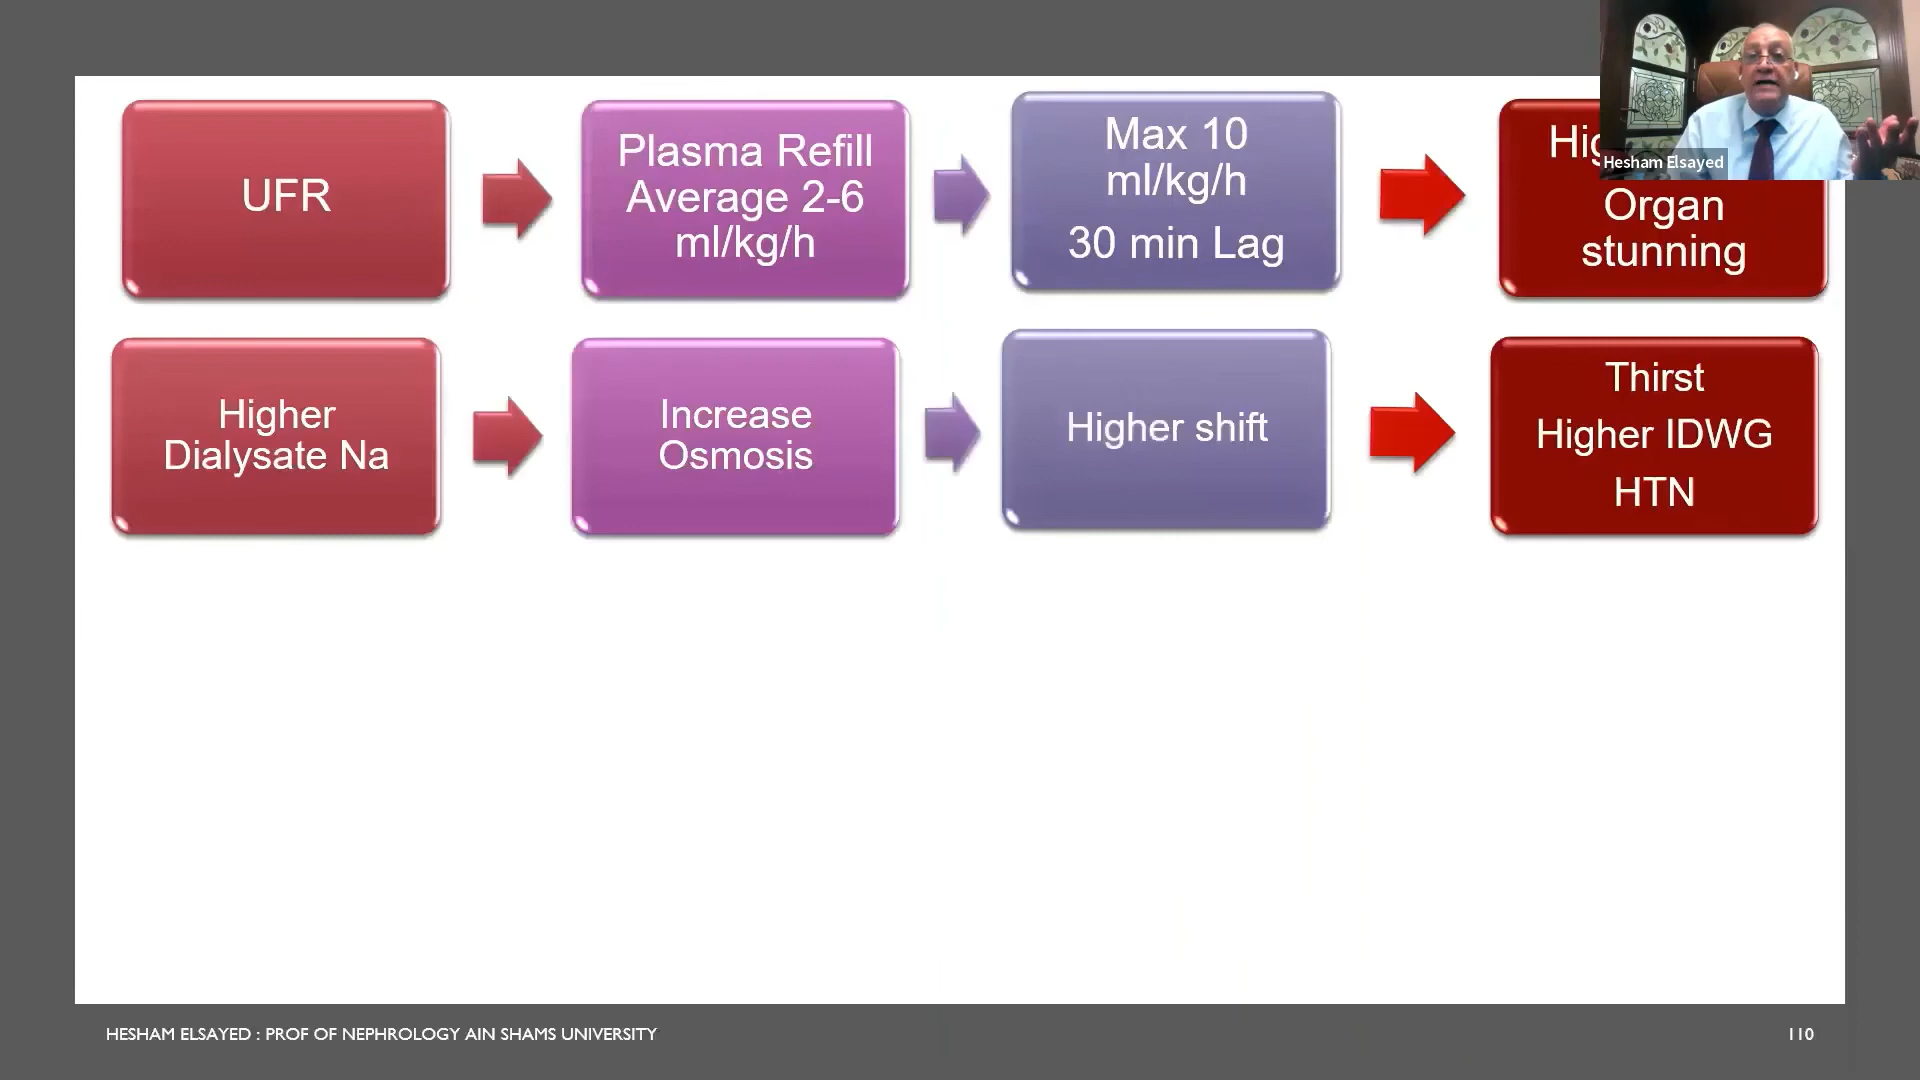 UFR
Plasma Refill
Average 2-6
ml/kg/h
Max 10
ml/kg/h
30 min Lag
Organ
stunning
Hesham Elsayed
Higher
Dialysate Na
Increase
Osmosis
Higher shift
Thirst
Higher IDWG
HTN
HESHAM ELSAYED : PROF OF NEPHROLOGY AIN SHAMS UNIVERSITY
110